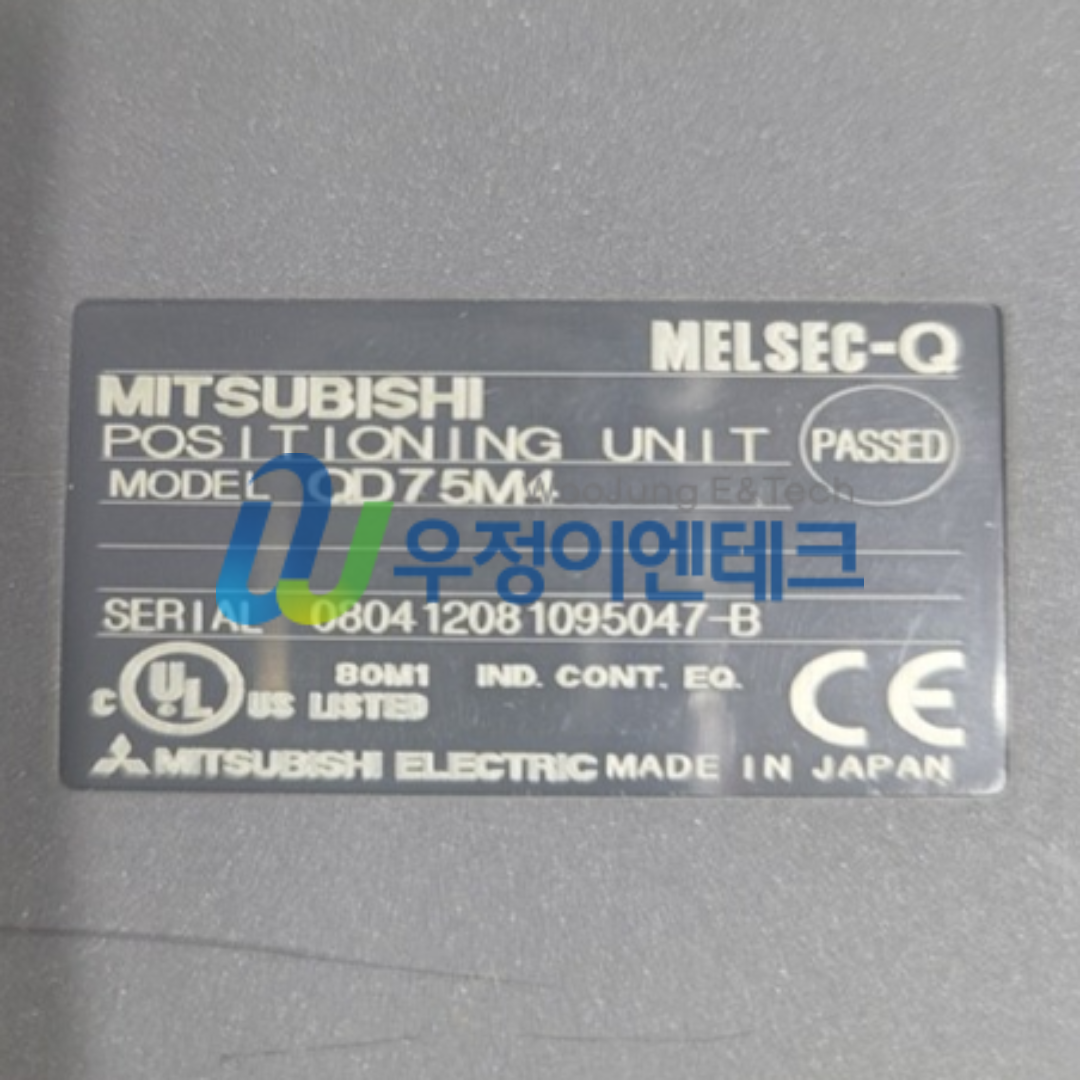 MELSEC-Q
MITSUBISHI
POSITIONING UNIT PASSED
MODEL QD75M4
WooJung E&Tech
우정이엔테크
SERIAL 080412081095047-B
C UL US LISTED 80M1 IND. CONT. EQ. CE
MITSUBISHI ELECTRIC MADE IN JAPAN